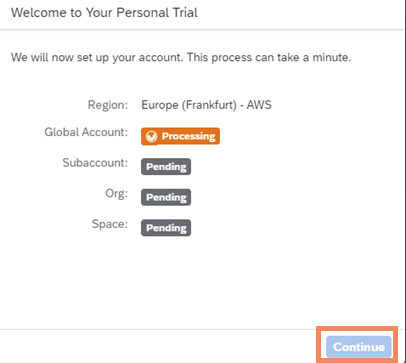 Welcome to Your Personal Trial
We will now set up your account. This process can take a minute.
Region: Europe (Frankfurt) - AWS
Global Account: Processing
Subaccount: Pending
Org: Pending
Space: Pending
Continue